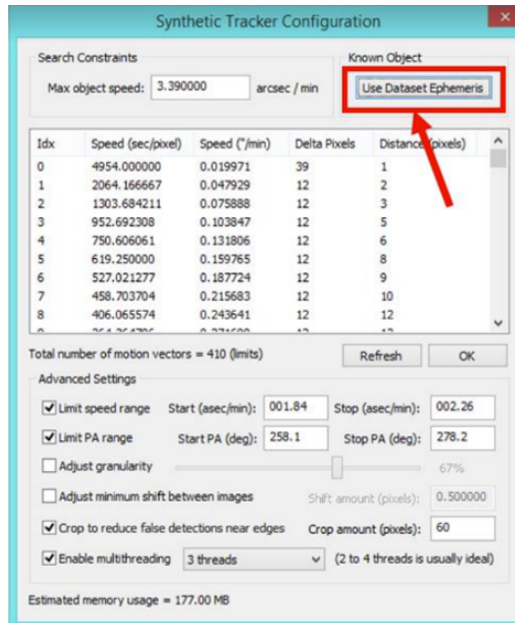 Synthetic Tracker Configuration
Search Constraints
Max object speed: 3.390000 arcsec / min
Known Object
Use Dataset Ephemeris
Idx Speed (sec/pixel) Speed ("/min) Delta Pixels Distance (pixels)
0 4954.000000 0.019971 39 1
1 2064.166667 0.047929 12 2
2 1303.684211 0.075888 12 3
3 952.692308 0.103847 12 5
4 750.606061 0.131806 12 6
5 619.250000 0.159765 12 8
6 527.021277 0.187724 12 9
7 458.703704 0.215683 12 10
8 406.065574 0.243641 12 12
Total number of motion vectors = 410 (limits)
Refresh OK
Advanced Settings
Limit speed range Start (asec/min): 001.84 Stop (asec/min): 002.26
Limit PA range Start PA (deg): 258.1 Stop PA (deg): 278.2
Adjust granularity 67%
Adjust minimum shift between images Shift amount (pixels): 0.500000
Crop to reduce false detections near edges Crop amount (pixels): 60
Enable multithreading 3 threads (2 to 4 threads is usually ideal)
Estimated memory usage = 177.00 MB